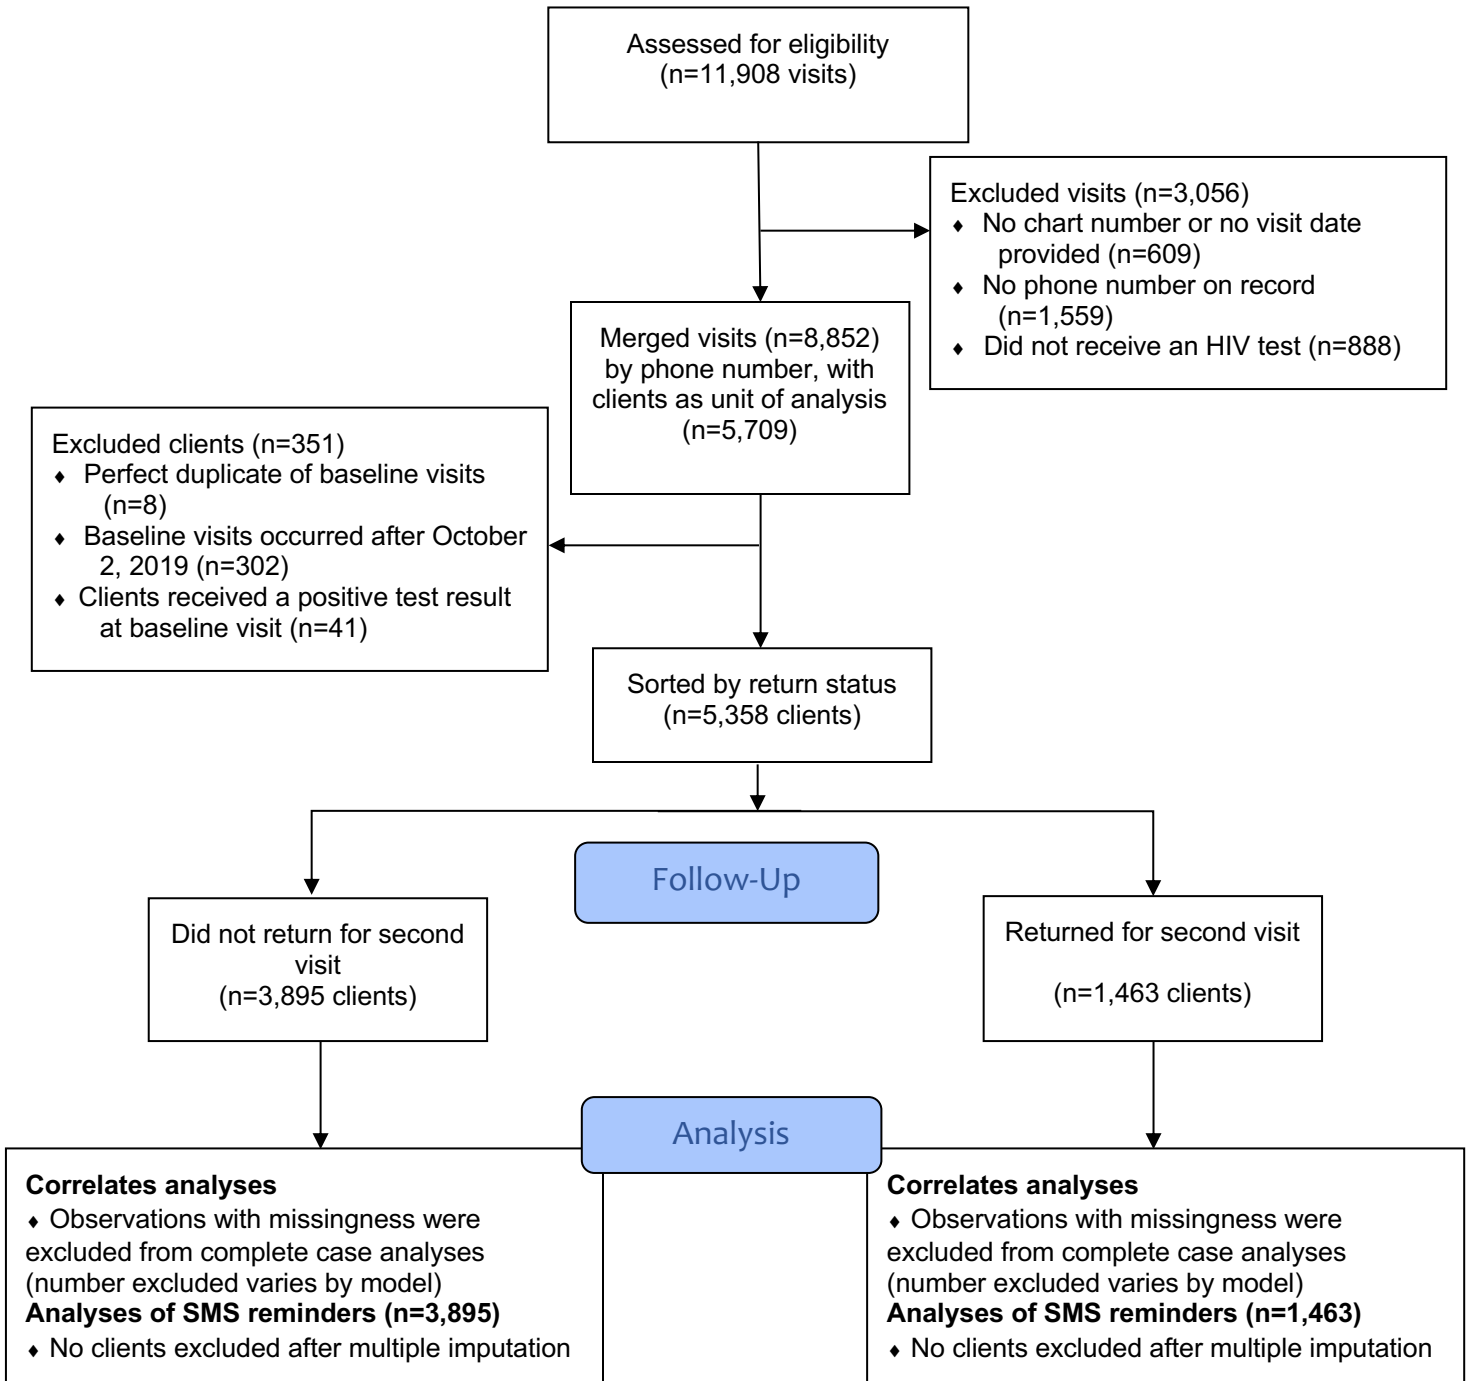 Assessed for eligibility
(n=11,908 visits)
Excluded visits (n=3,056)
♦ No chart number or no visit date
provided (n=609)
♦ No phone number on record
(n=1,559)
♦ Did not receive an HIV test (n=888)
Merged visits (n=8,852)
by phone number, with
clients as unit of analysis
(n=5,709)
Excluded clients (n=351)
♦ Perfect duplicate of baseline visits
(n=8)
♦ Baseline visits occurred after October
2, 2019 (n=302)
♦ Clients received a positive test result
at baseline visit (n=41)
Sorted by return status
(n=5,358 clients)
Follow-Up
Did not return for second
visit
(n=3,895 clients)
Returned for second visit
(n=1,463 clients)
Analysis
Correlates analyses
♦ Observations with missingness were
excluded from complete case analyses
(number excluded varies by model)
Analyses of SMS reminders (n=3,895)
♦ No clients excluded after multiple imputation
Correlates analyses
♦ Observations with missingness were
excluded from complete case analyses
(number excluded varies by model)
Analyses of SMS reminders (n=1,463)
♦ No clients excluded after multiple imputation